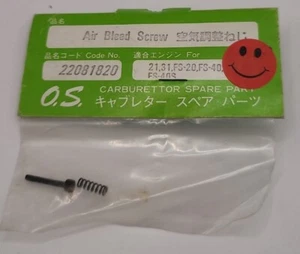 品名
Air Bleed Screw 空気調整ねじ
品名コード Code No. 適合エンジン For
22081820 21,31,FS-20,FS-40,
FS-40S
O.S. CARBURETTOR SPARE PART
キャブレター スペア パーツ